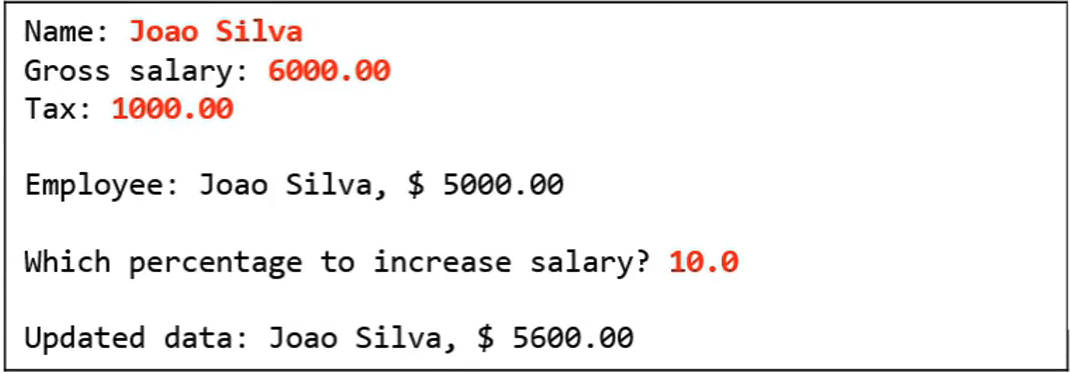 Name: Joao Silva
Gross salary: 6000.00
Tax: 1000.00
Employee: Joao Silva, $ 5000.00
Which percentage to increase salary? 10.0
Updated data: Joao Silva, $ 5600.00